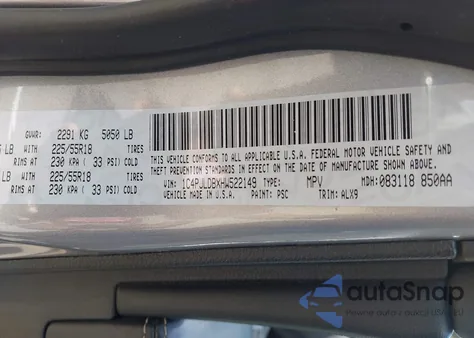 GVWR: 2291 KG 5050 LB
LB WITH 225/55R18 TIRES
RIMS AT 230 KPA ( 33 PSI) COLD
LB WITH 225/55R18 TIRES
RIMS AT 230 KPA ( 33 PSI) COLD
THIS VEHICLE CONFORMS TO ALL APPLICABLE U.S.A. FEDERAL MOTOR VEHICLE SAFETY AND
THEFT PREVENTION STANDARDS IN EFFECT ON THE DATE OF MANUFACTURE SHOWN ABOVE.
VIN: TYPE: MPV MDH: 083118 850AA
VEHICLE MADE IN U.S.A. PAINT: PSC TRIM: ALX9
autoSnap